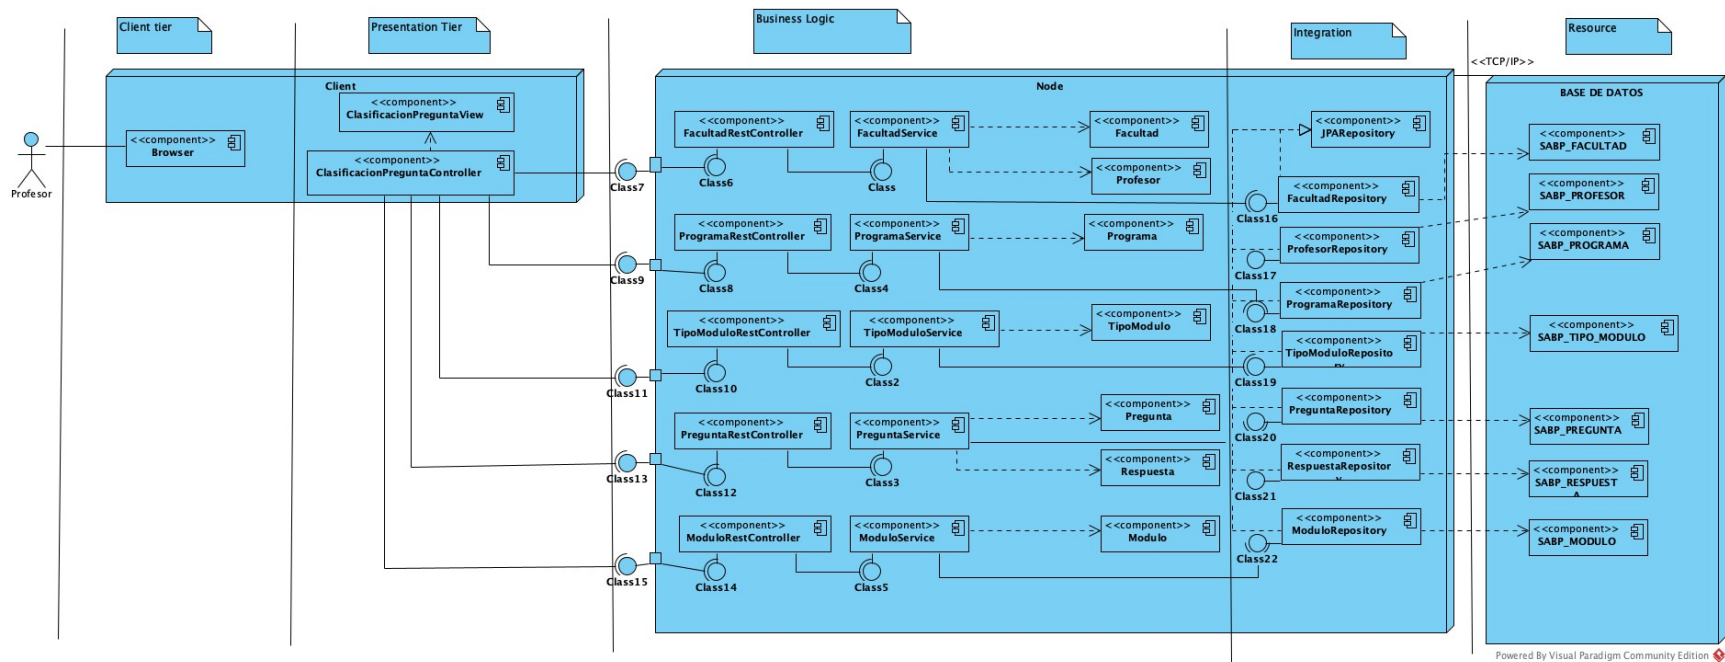 Client tier
Presentation Tier
Business Logic
Integration
Resource
<<TCP/IP>>
Client
Node
BASE DE DATOS
Profesor
<<component>>
Browser
<<component>>
ClasificacionPreguntaView
<<component>>
ClasificacionPreguntaController
Class7
Class9
Class11
Class13
Class15
<<component>>
FacultadRestController
Class6
<<component>>
FacultadService
Class
<<component>>
Facultad
<<component>>
Profesor
<<component>>
ProgramaRestController
Class8
<<component>>
ProgramaService
Class4
<<component>>
Programa
<<component>>
TipoModuloRestController
Class10
<<component>>
TipoModuloService
Class2
<<component>>
TipoModulo
<<component>>
PreguntaRestController
Class12
<<component>>
PreguntaService
Class3
<<component>>
Pregunta
<<component>>
Respuesta
<<component>>
ModuloRestController
Class14
<<component>>
ModuloService
Class5
<<component>>
Modulo
<<component>>
JPARepository
<<component>>
FacultadRepository
Class16
<<component>>
ProfesorRepository
Class17
<<component>>
ProgramaRepository
Class18
<<component>>
TipoModuloReposito
ry
Class19
<<component>>
PreguntaRepository
Class20
<<component>>
RespuestaRepositor
y
Class21
<<component>>
ModuloRepository
Class22
<<component>>
SABP_FACULTAD
<<component>>
SABP_PROFESOR
<<component>>
SABP_PROGRAMA
<<component>>
SABP_TIPO_MODULO
<<component>>
SABP_PREGUNTA
<<component>>
SABP_RESPUEST
A
<<component>>
SABP_MODULO
Powered By Visual Paradigm Community Edition